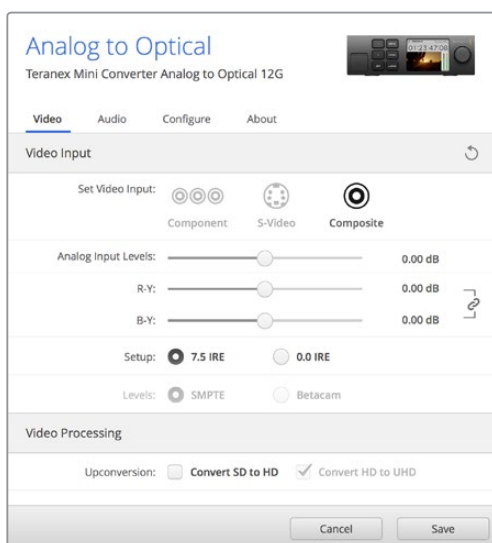 Analog to Optical
Teranex Mini Converter Analog to Optical 12G
01:23:47:08
Video Audio Configure About
Video Input
Set Video Input:
Component S-Video Composite
Analog Input Levels: 0.00 dB
R-Y: 0.00 dB
B-Y: 0.00 dB
Setup: 7.5 IRE 0.0 IRE
Levels: SMPTE Betacam
Video Processing
Upconversion: Convert SD to HD Convert HD to UHD
Cancel Save